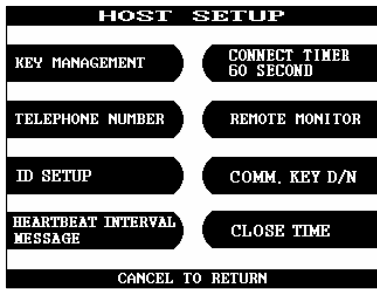 HOST SETUP
KEY MANAGEMENT
CONNECT TIMER
60 SECOND
TELEPHONE NUMBER
REMOTE MONITOR
ID SETUP
COMM. KEY D/N
HEARTBEAT INTERVAL
MESSAGE
CLOSE TIME
CANCEL TO RETURN